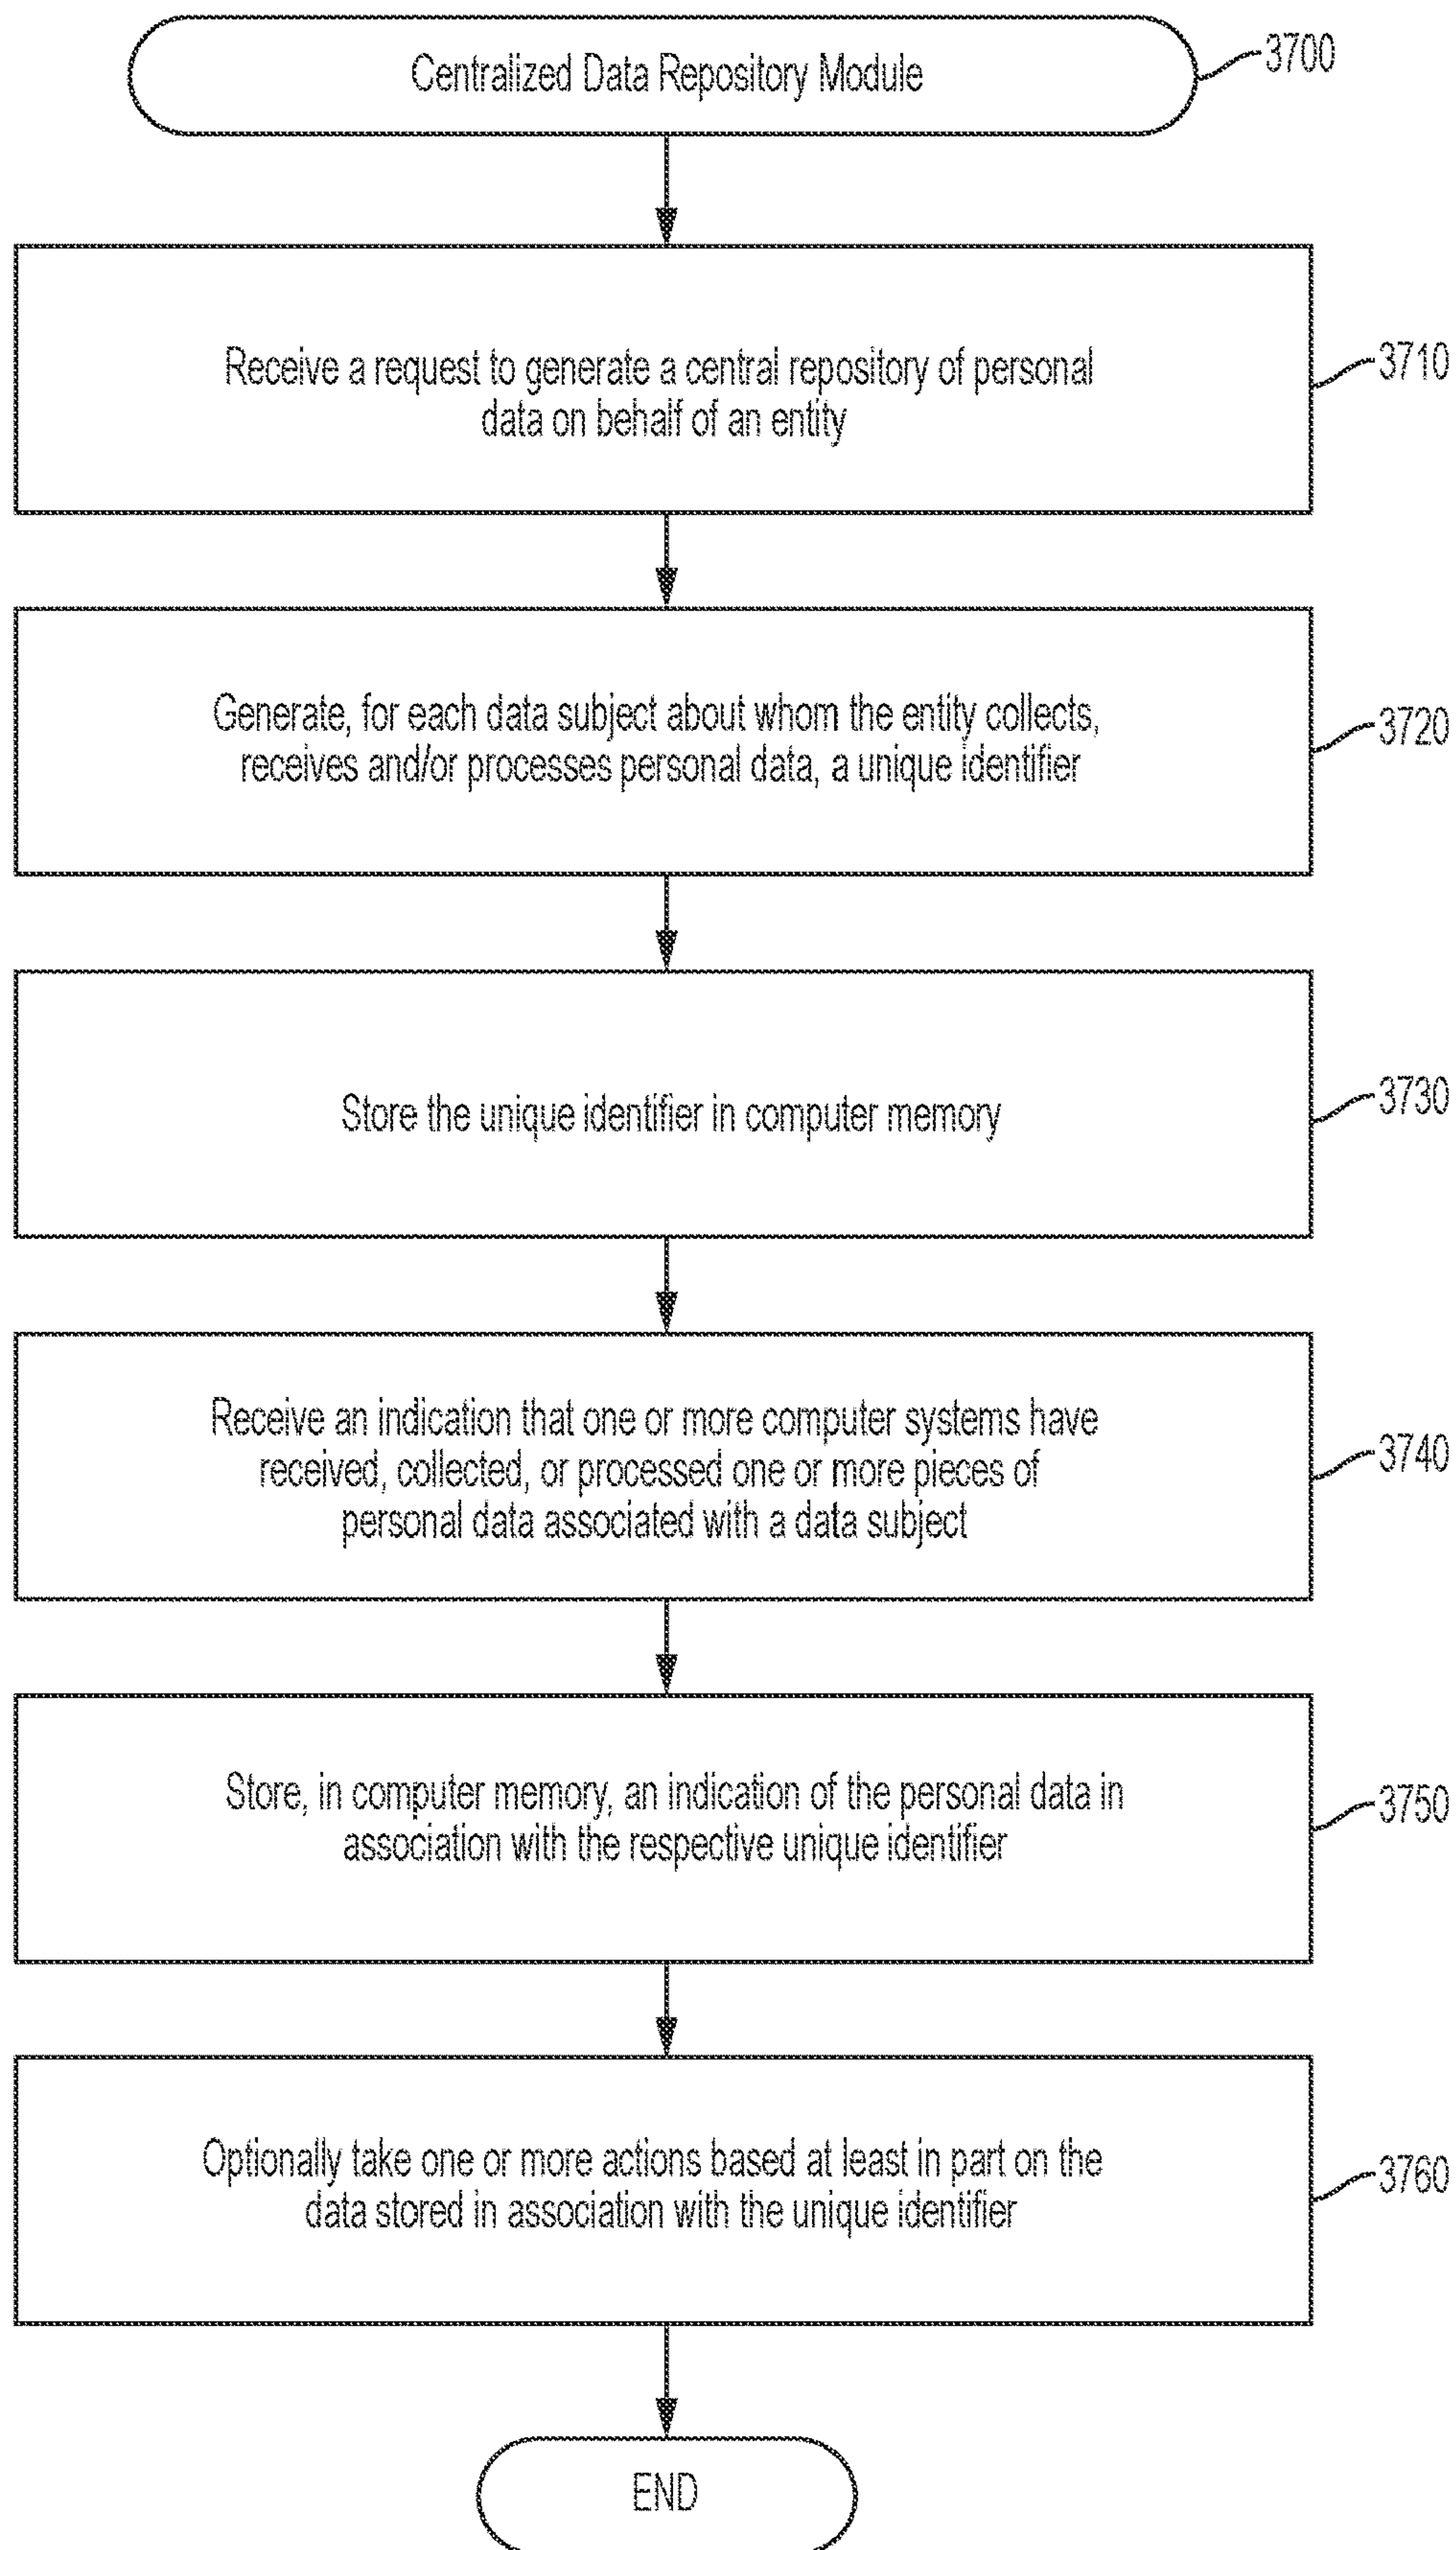 Centralized Data Repository Module
3700
Receive a request to generate a central repository of personal
data on behalf of an entity
3710
Generate, for each data subject about whom the entity collects,
receives and/or processes personal data, a unique identifier
3720
Store the unique identifier in computer memory
3730
Receive an indication that one or more computer systems have
received, collected, or processed one or more pieces of
personal data associated with a data subject
3740
Store, in computer memory, an indication of the personal data in
association with the respective unique identifier
3750
Optionally take one or more actions based at least in part on the
data stored in association with the unique identifier
3760
END